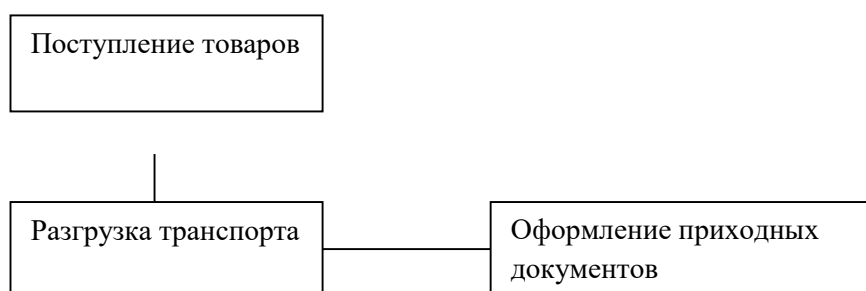 Поступление товаров
Разгрузка транспорта
Оформление приходных
документов